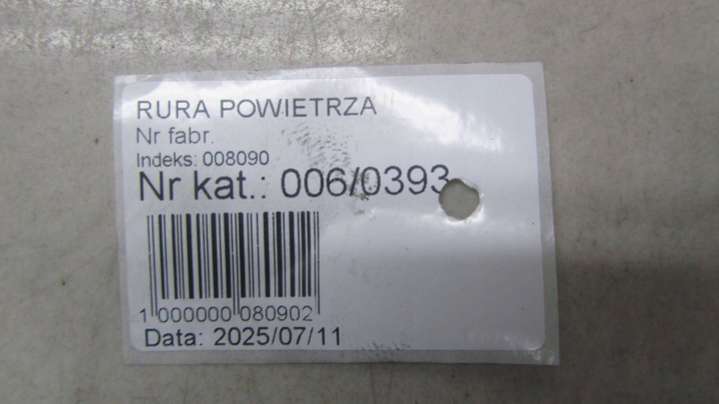 RURA POWIETRZA
Nr fabr.
Indeks: 008090
Nr kat.: 006/0393
1 000000 080902
Data: 2025/07/11